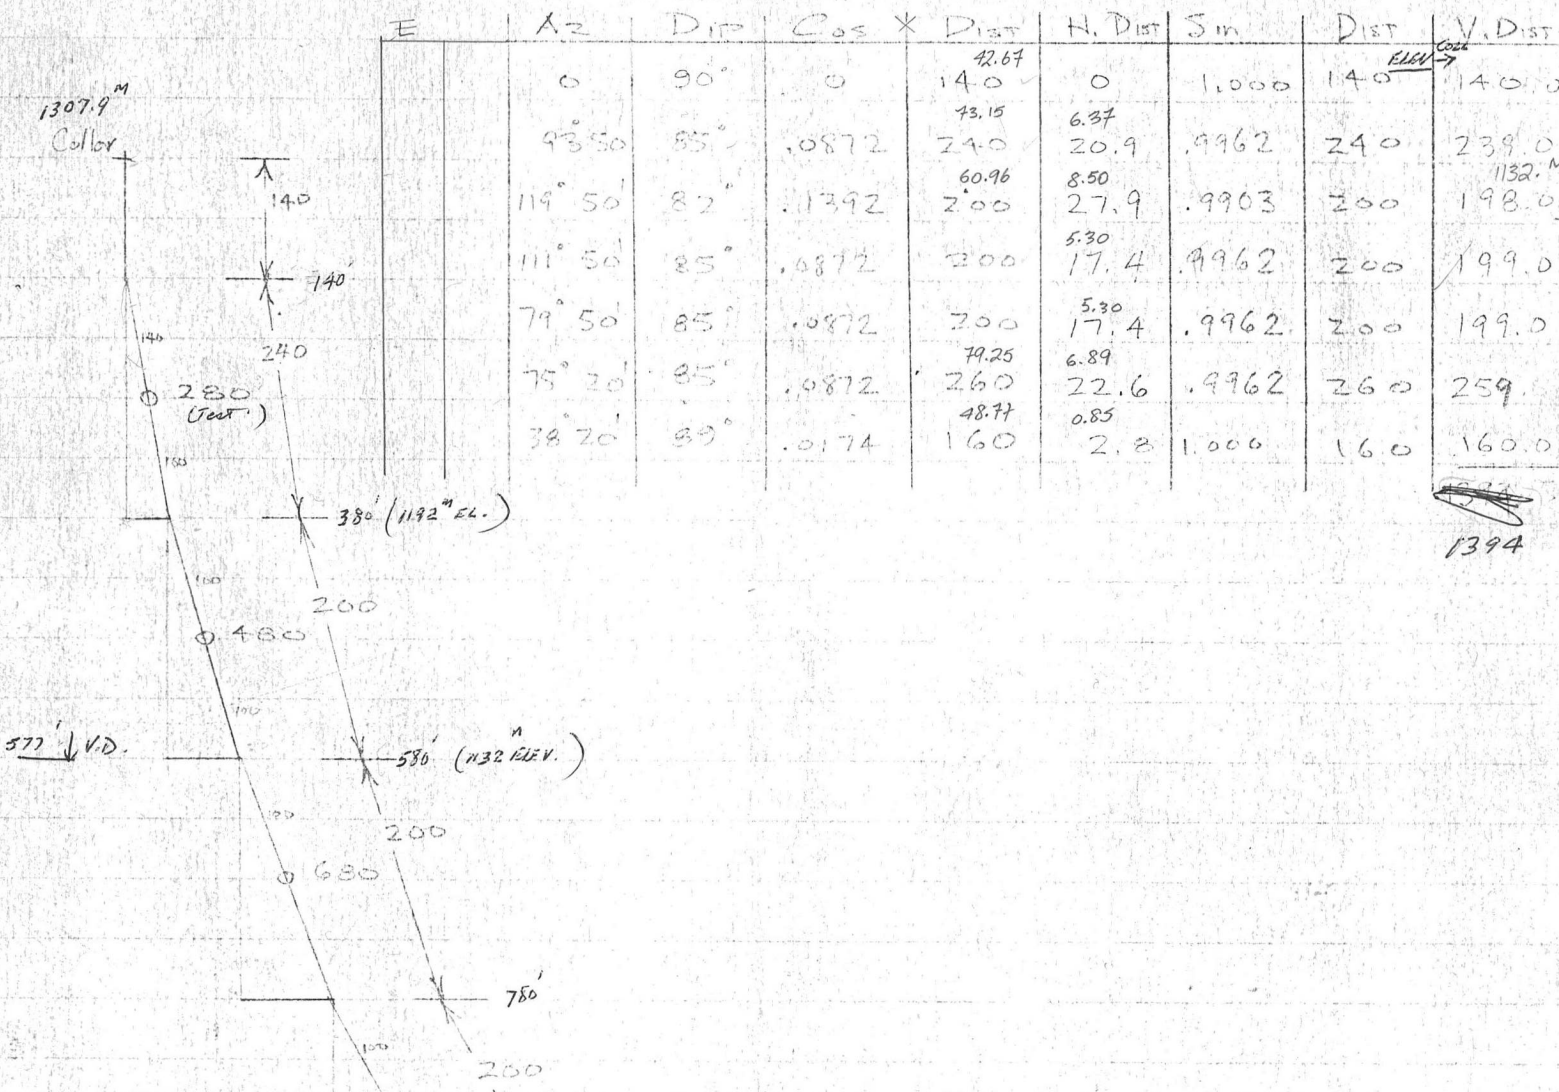 E Az Dip Cos × Dist H. Dist Sin Dist V. Dist
42.67 ELEV COLL →
0 90° 0 140 0 1.000 140 140.0
73.15 6.37
93°50' 85° .0872 240 20.9 .9962 240 239.0
60.96 8.50 1132.M
119° 50' 82° .1392 200 27.9 .9903 200 198.0
5.30
111° 50' 85° .0872 200 17.4 .9962 200 199.0
5.30
79° 50' 85° .0872 200 17.4 .9962 200 199.0
79.25 6.89
75° 20' 85° .0872 260 22.6 .9962 260 259.
48.77 0.85
38°20' 89° .0174 160 2.8 1.000 160 160.0
1394
1307.9M
Collar
140
140'
140
240
280'
(Test.)
380' (1192M EL.)
100
200
480
100
577' ↓ V.D.
580' (1132M ELEV.)
100
200
680
780'
100
200